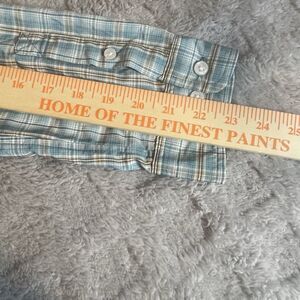 16 17 18 19 20 21 22 23 24 25
HOME OF THE FINEST PAINTS